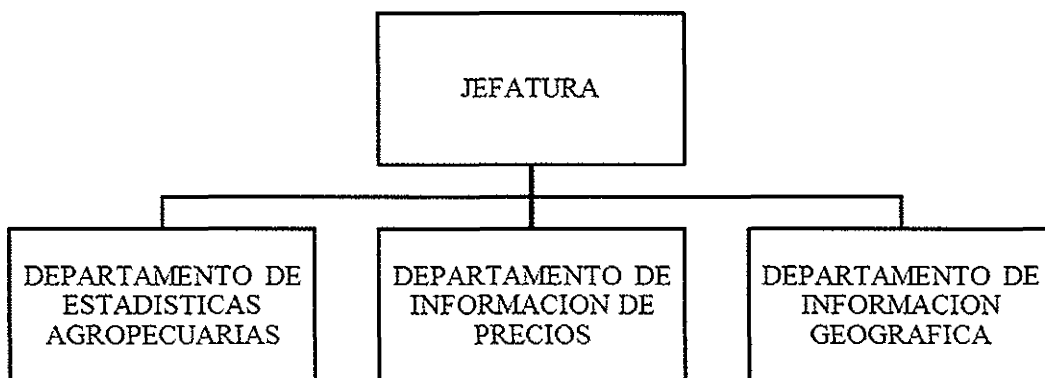 JEFATURA
DEPARTAMENTO DE
ESTADISTICAS
AGROPECUARIAS
DEPARTAMENTO DE
INFORMACION DE
PRECIOS
DEPARTAMENTO DE
INFORMACION
GEOGRAFICA